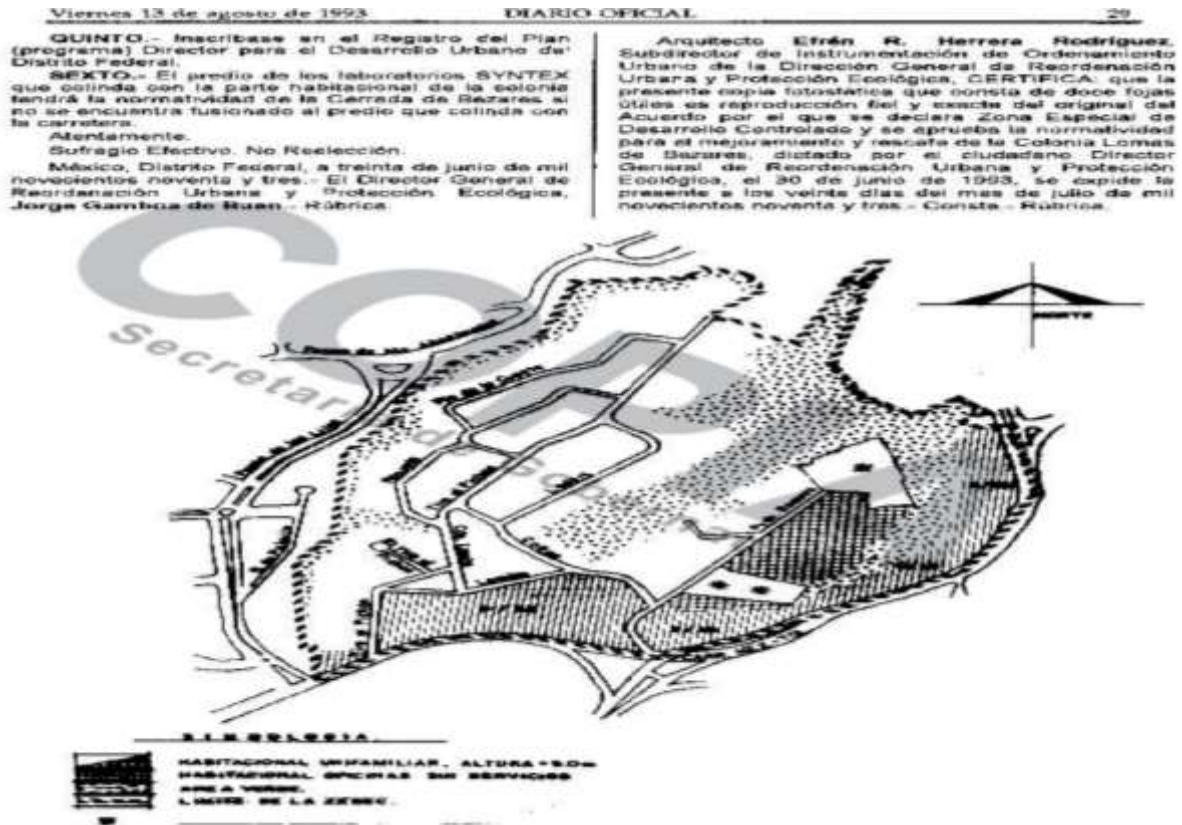 Viernes 13 de agosto de 1993 DIARIO OFICIAL 29
QUINTO.- Inscríbase en el Registro del Plan
(programa) Director para el Desarrollo Urbano del
Distrito Federal.
SEXTO.- El predio de los laboratorios SYNTEX
que colinda con la parte habitacional de la colonia
tendrá la normatividad de la Cerrada de Bezares si
no se encuentra fusionado al predio que colinda con
la carretera.
Atentamente.
Sufragio Efectivo. No Reelección.
México, Distrito Federal, a treinta de junio de mil
novecientos noventa y tres.- El Director General de
Reordenación Urbana y Protección Ecológica,
Jorge Gamboa de Buen.- Rúbrica.
Arquitecto Efrén R. Herrera Rodríguez,
Subdirector de Instrumentación de Ordenamiento
Urbano de la Dirección General de Reordenación
Urbana y Protección Ecológica, CERTIFICA: que la
presente copia fotostática que consta de doce fojas
útiles es reproducción fiel y exacta del original del
Acuerdo por el que se declara Zona Especial de
Desarrollo Controlado y se aprueba la normatividad
para el mejoramiento y rescate de la Colonia Lomas
de Bezares, dictado por el ciudadano Director
General de Reordenación Urbana y Protección
Ecológica, el 30 de junio de 1993, se expide la
presente a los veinte días del mes de julio de mil
novecientos noventa y tres.- Conste.- Rúbrica.
COP
Secretar de Go
NORTE
SIMBOLOGIA
HABITACIONAL UNIFAMILIAR, ALTURA
HABITACIONAL OFICINAS SIN SERVICIOS
AREA VERDE.
LIMITE DE LA ZEDEC.